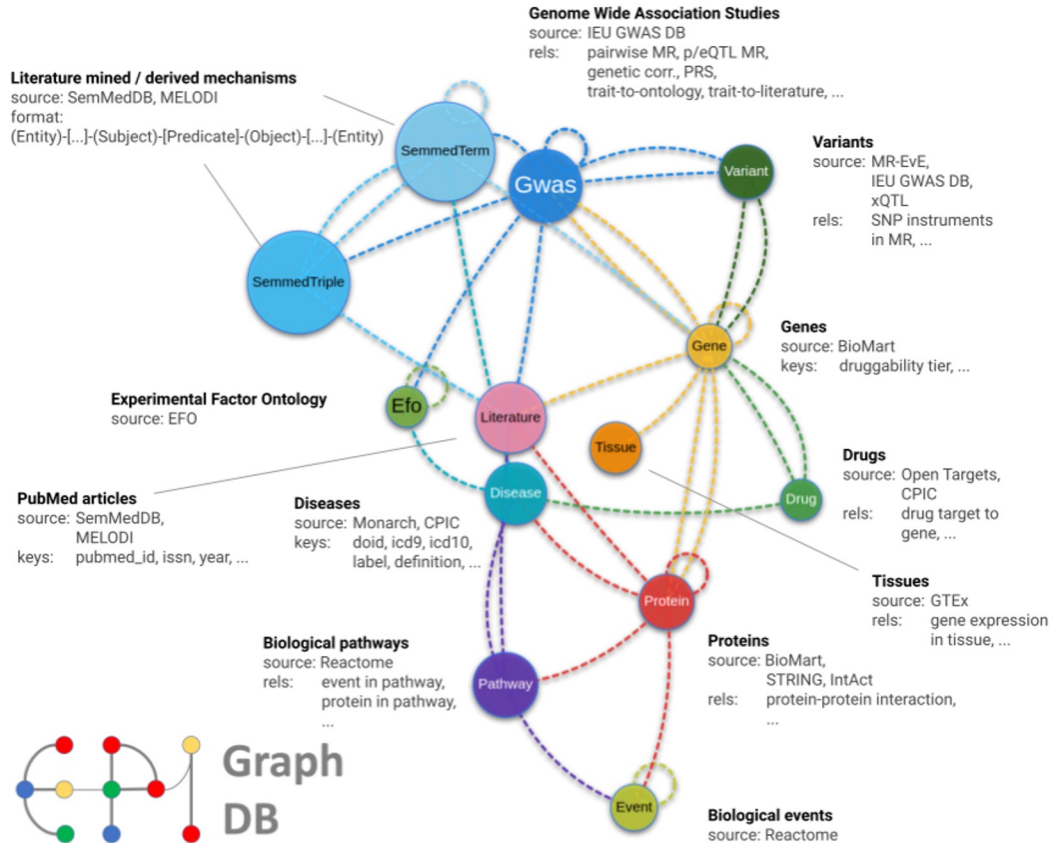 Genome Wide Association Studies
source: IEU GWAS DB
rels: pairwise MR, p/eQTL MR,
genetic corr., PRS,
trait-to-ontology, trait-to-literature, ...
Literature mined / derived mechanisms
source: SemMedDB, MELODI
format:
(Entity)-[...]-(Subject)-[Predicate]-(Object)-[...]-(Entity)
SemmedTerm
Gwas
Variant
Variants
source: MR-EvE,
IEU GWAS DB,
xQTL
rels: SNP instruments
in MR, ...
SemmedTriple
Gene
Genes
source: BioMart
keys: druggability tier, ...
Experimental Factor Ontology
source: EFO
Efo
Literature
Tissue
Drugs
source: Open Targets,
CPIC
rels: drug target to
gene, ...
PubMed articles
source: SemMedDB,
MELODI
keys: pubmed_id, issn, year, ...
Diseases
source: Monarch, CPIC
keys: doid, icd9, icd10,
label, definition, ...
Disease
Drug
Tissues
source: GTEx
rels: gene expression
in tissue, ...
Protein
Proteins
source: BioMart,
STRING, IntAct
rels: protein-protein interaction,
...
Biological pathways
source: Reactome
rels: event in pathway,
protein in pathway,
...
Pathway
Graph
DB
Event
Biological events
source: Reactome